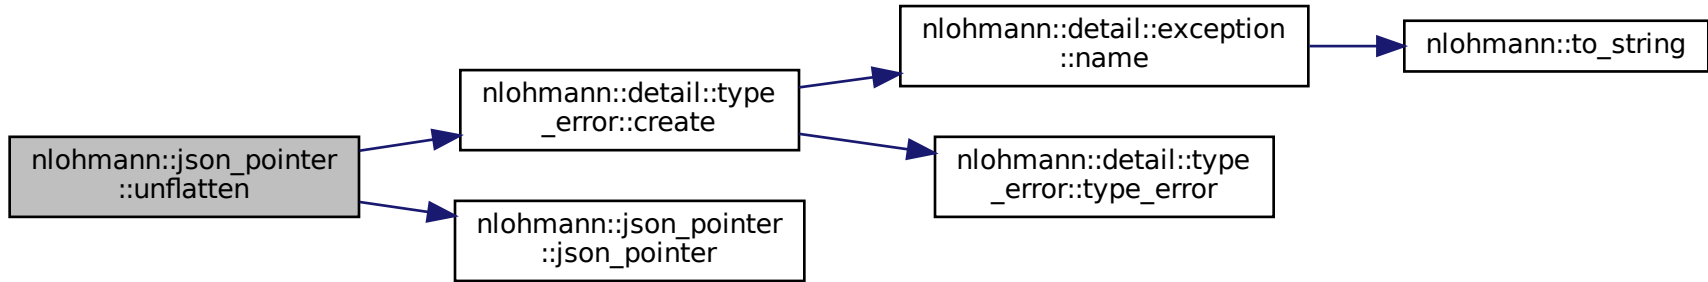 nlohmann::json_pointer
::unflatten
nlohmann::detail::type
_error::create
nlohmann::json_pointer
::json_pointer
nlohmann::detail::exception
::name
nlohmann::detail::type
_error::type_error
nlohmann::to_string